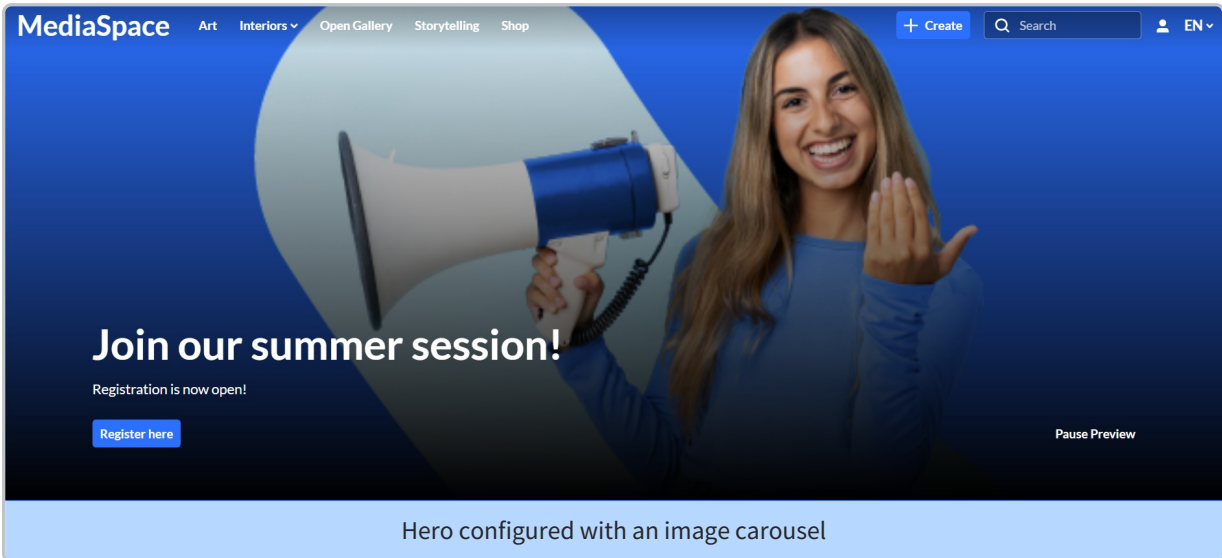 MediaSpace Art Interiors Open Gallery Storytelling Shop + Create Search EN
Join our summer session!
Registration is now open!
Register here Pause Preview
Hero configured with an image carousel